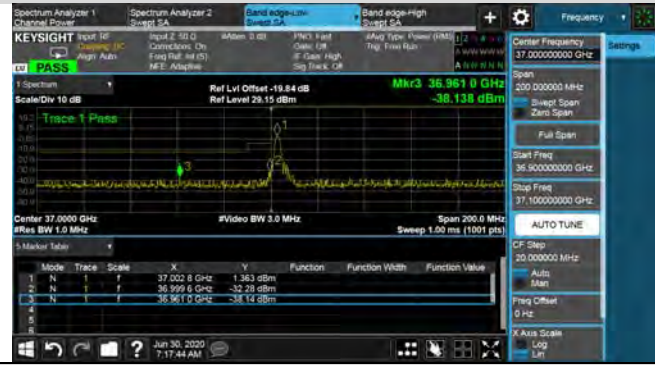 Spectrum Analyzer 1
Channel Power
Spectrum Analyzer 2
Swept SA
Band edge-Low
Swept SA
Band edge-High
Swept SA
Frequency
KEYSIGHT Input: RF
Coupling: DC
Align: Auto
Input Z: 50 Ω
Corrections: On
Freq Ref: Int (S)
NFE: Adaptive
#Atten: 0 dB
PNO: Fast
Gate: Off
IF Gain: High
Sig Track: Off
#Avg Type: Power (RMS)
Trig: Free Run
PASS
1 Spectrum
Scale/Div 10 dB
Ref Lvl Offset -19.84 dB
Ref Level 29.15 dBm
Mkr3 36.961 0 GHz
-38.138 dBm
Trace 1 Pass
1
2
3
Center 37.0000 GHz
#Res BW 1.0 MHz
#Video BW 3.0 MHz
Span 200.0 MHz
Sweep 1.00 ms (1001 pts)
5 Marker Table
Mode Trace Scale X Y Function Function Width Function Value
1 N 1 f 37.002 8 GHz 1.363 dBm
2 N 1 f 36.999 6 GHz -32.28 dBm
3 N 1 f 36.961 0 GHz -38.14 dBm
4
5
6
Jun 30, 2020
7:17:44 AM
Center Frequency
37.000000000 GHz
Settings
Span
200.000000 MHz
Swept Span
Zero Span
Full Span
Start Freq
36.900000000 GHz
Stop Freq
37.100000000 GHz
AUTO TUNE
CF Step
20.000000 MHz
Auto
Man
Freq Offset
0 Hz
X Axis Scale
Log
Lin